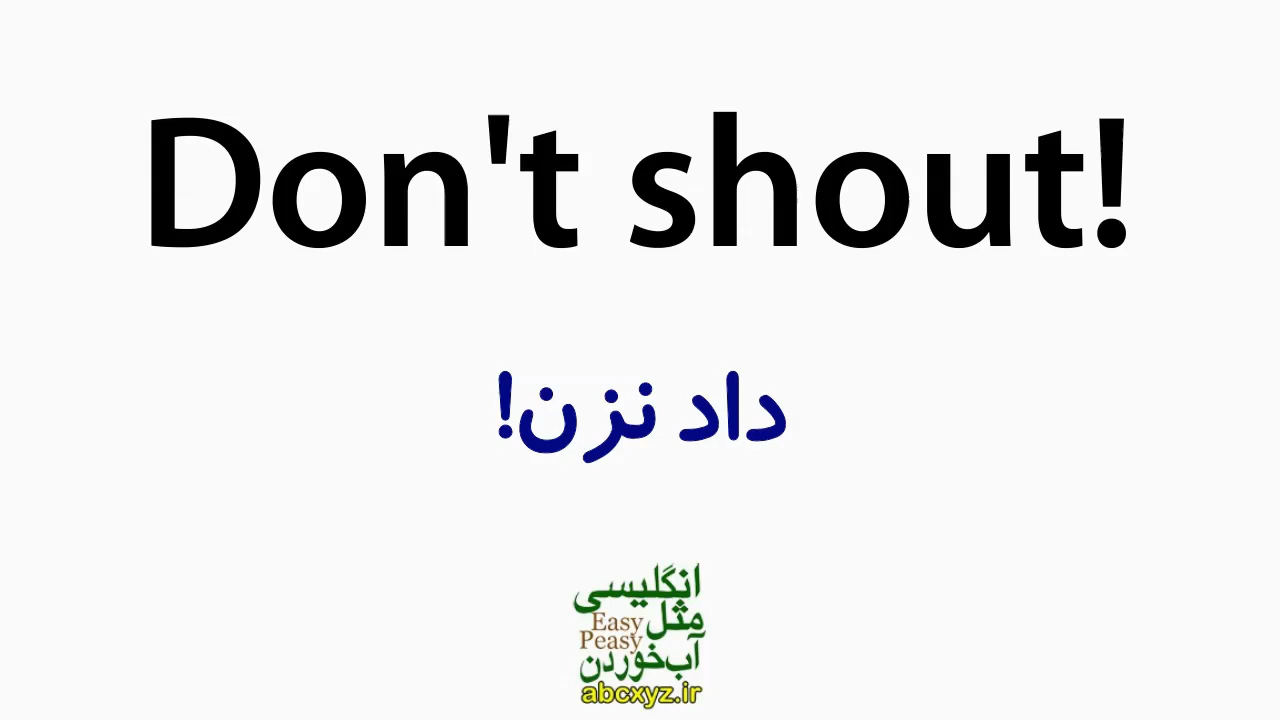 Don't shout!
داد نزن!
انگلیسی
مثل
Easy
Peasy
آب‌خوردن
abcxyz.ir